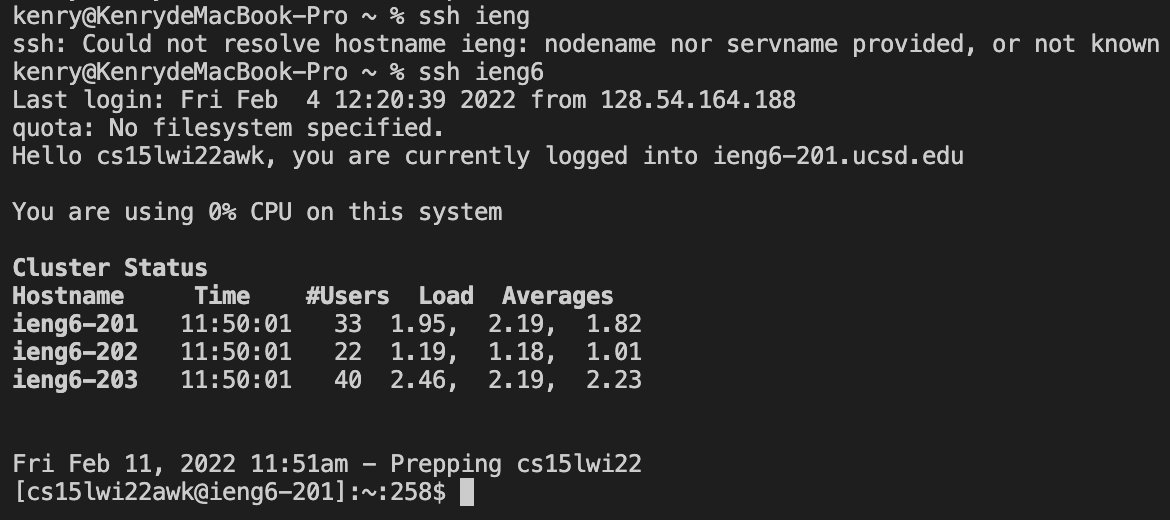 kenry@KenrydeMacBook-Pro ~ % ssh ieng
ssh: Could not resolve hostname ieng: nodename nor servname provided, or not known
kenry@KenrydeMacBook-Pro ~ % ssh ieng6
Last login: Fri Feb  4 12:20:39 2022 from 128.54.164.188
quota: No filesystem specified.
Hello cs15lwi22awk, you are currently logged into ieng6-201.ucsd.edu
You are using 0% CPU on this system
Cluster Status
Hostname     Time    #Users  Load  Averages
ieng6-201   11:50:01   33  1.95,  2.19,  1.82
ieng6-202   11:50:01   22  1.19,  1.18,  1.01
ieng6-203   11:50:01   40  2.46,  2.19,  2.23
Fri Feb 11, 2022 11:51am - Prepping cs15lwi22
[cs15lwi22awk@ieng6-201]:~:258$